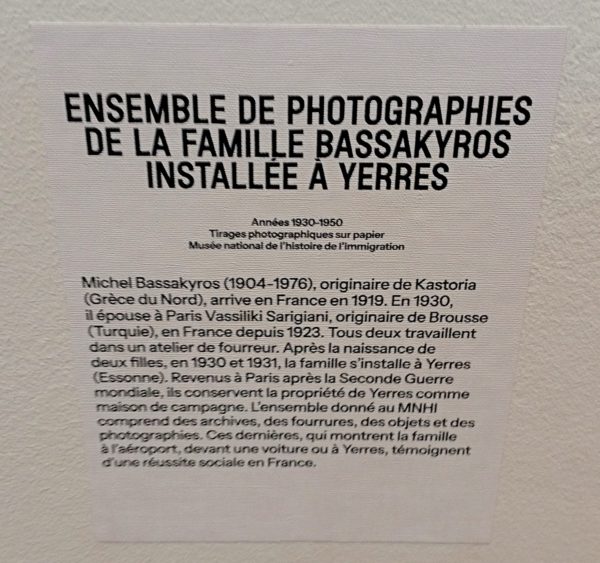 ENSEMBLE DE PHOTOGRAPHIES
DE LA FAMILLE BASSAKYROS
INSTALLÉE À YERRES
Années 1930-1950
Tirages photographiques sur papier
Musée national de l'histoire de l'immigration
Michel Bassakyros (1904-1976), originaire de Kastoria
(Grèce du Nord), arrive en France en 1919. En 1930,
il épouse à Paris Vassiliki Sarigiani, originaire de Brousse
(Turquie), en France depuis 1923. Tous deux travaillent
dans un atelier de fourreur. Après la naissance de
deux filles, en 1930 et 1931, la famille s'installe à Yerres
(Essonne). Revenus à Paris après la Seconde Guerre
mondiale, ils conservent la propriété de Yerres comme
maison de campagne. L'ensemble donné au MNHI
comprend des archives, des fourrures, des objets et des
photographies. Ces dernières, qui montrent la famille
à l'aéroport, devant une voiture ou à Yerres, témoignent
d'une réussite sociale en France.